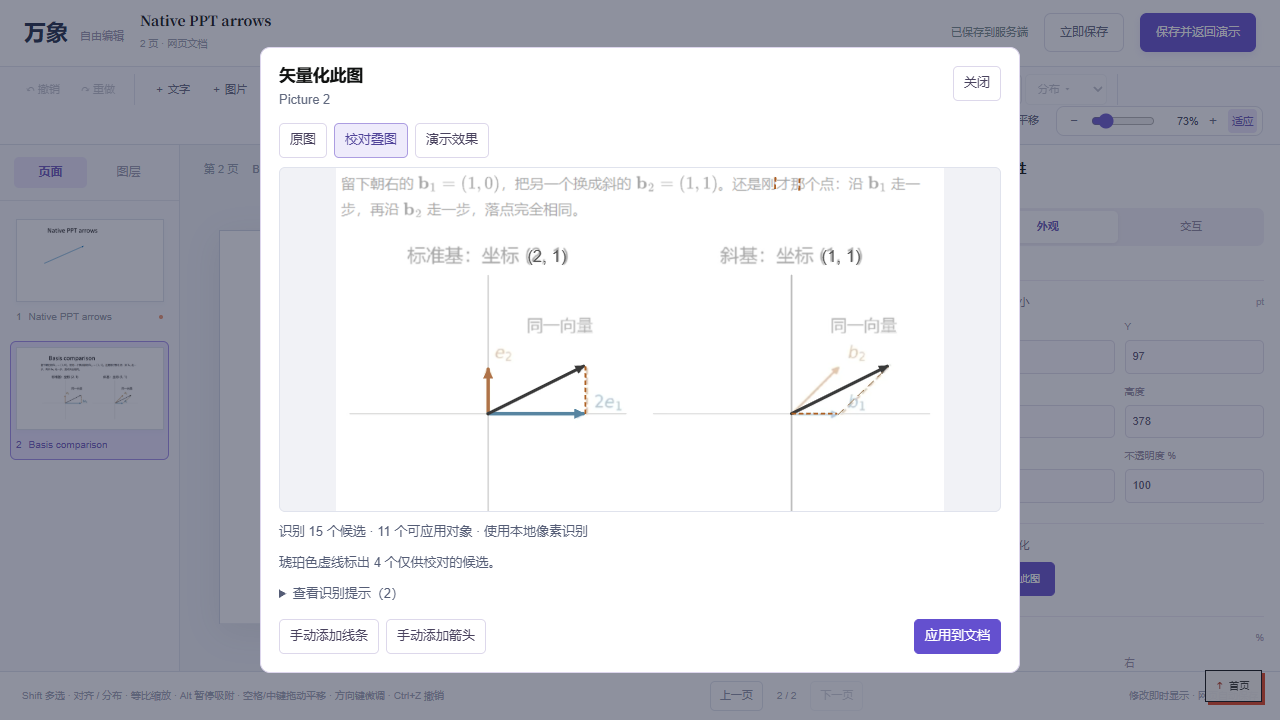 万象
自由编辑
Native PPT arrows
2 页 · 网页文档
已保存到服务端
立即保存
保存并返回演示
↶ 撤销
↷ 重做
+ 文字
+ 图片
分布
平移
−
73%
+
适应
页面
图层
第 2 页
Native PPT arrows
1 Native PPT arrows
Basis comparison
2 Basis comparison
矢量化此图
Picture 2
关闭
原图
校对叠图
演示效果
留下朝右的 b₁ = (1, 0)，把另一个换成斜的 b₂ = (1, 1)。还是刚才那个点：沿 b₁ 走一
步，再沿 b₂ 走一步，落点完全相同。
标准基：坐标 (2, 1)
斜基：坐标 (1, 1)
同一向量
e₂
2e₁
同一向量
b₂
b₁
识别 15 个候选 · 11 个可应用对象 · 使用本地像素识别
琥珀色虚线标出 4 个仅供校对的候选。
▶ 查看识别提示（2）
手动添加线条
手动添加箭头
应用到文档
性
外观
交互
小
pt
Y
97
高度
378
不透明度 %
100
化
此图
%
右
Shift 多选 · 对齐 / 分布 · 等比缩放 · Alt 暂停吸附 · 空格/中键拖动平移 · 方向键微调 · Ctrl+Z 撤销
上一页
2 / 2
下一页
修改即时显示 ·
↑ 首页